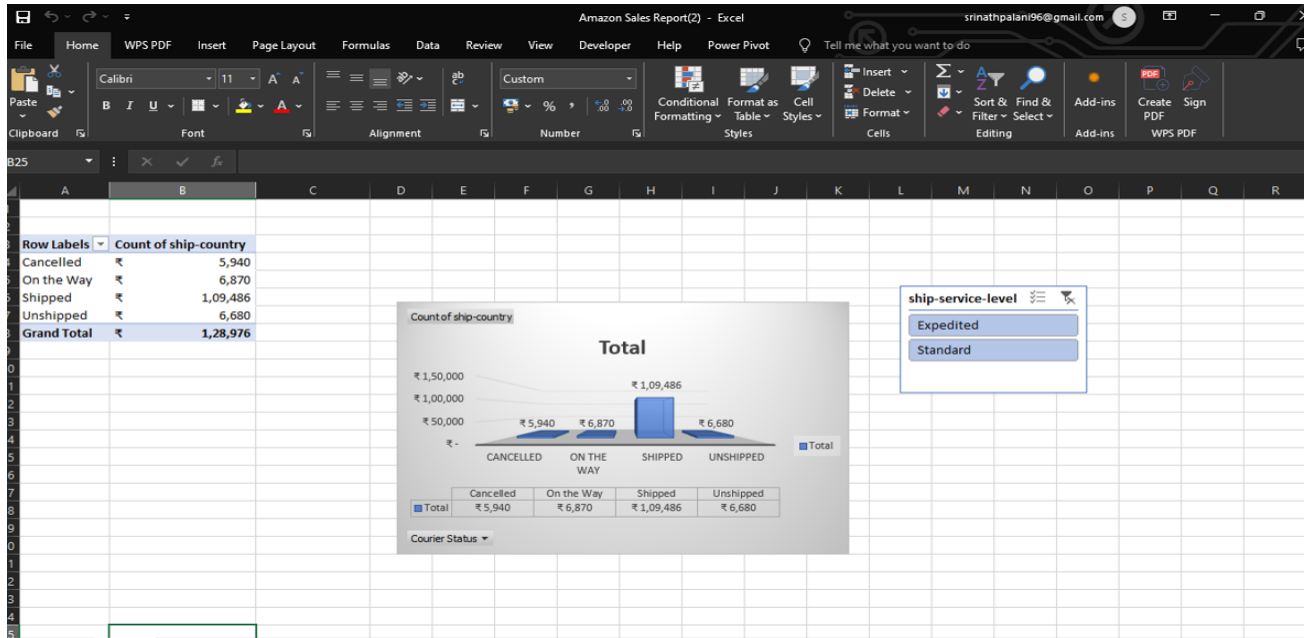 Amazon Sales Report(2) - Excel
srinathpalani96@gmail.com
S
File Home WPS PDF Insert Page Layout Formulas Data Review View Developer Help Power Pivot Tell me what you want to do
Paste
Calibri 11
B I U
A A A
ab
Custom
% ,
Conditional Formatting
Format as Table
Cell Styles
Insert
Delete
Format
Sort & Filter
Find & Select
Add-ins
PDF
Create PDF
Sign
Clipboard Font Alignment Number Styles Cells Editing Add-ins WPS PDF
B25
fx
A B C D E F G H I J K L M N O P Q R
Row Labels Count of ship-country
Cancelled ₹ 5,940
On the Way ₹ 6,870
Shipped ₹ 1,09,486
Unshipped ₹ 6,680
Grand Total ₹ 1,28,976
Count of ship-country
Total
₹ 1,50,000
₹ 1,00,000
₹ 50,000
₹ -
₹ 5,940
₹ 6,870
₹ 1,09,486
₹ 6,680
CANCELLED
ON THE
WAY
SHIPPED
UNSHIPPED
Total
Cancelled On the Way Shipped Unshipped
Total ₹ 5,940 ₹ 6,870 ₹ 1,09,486 ₹ 6,680
Courier Status
ship-service-level
Expedited
Standard